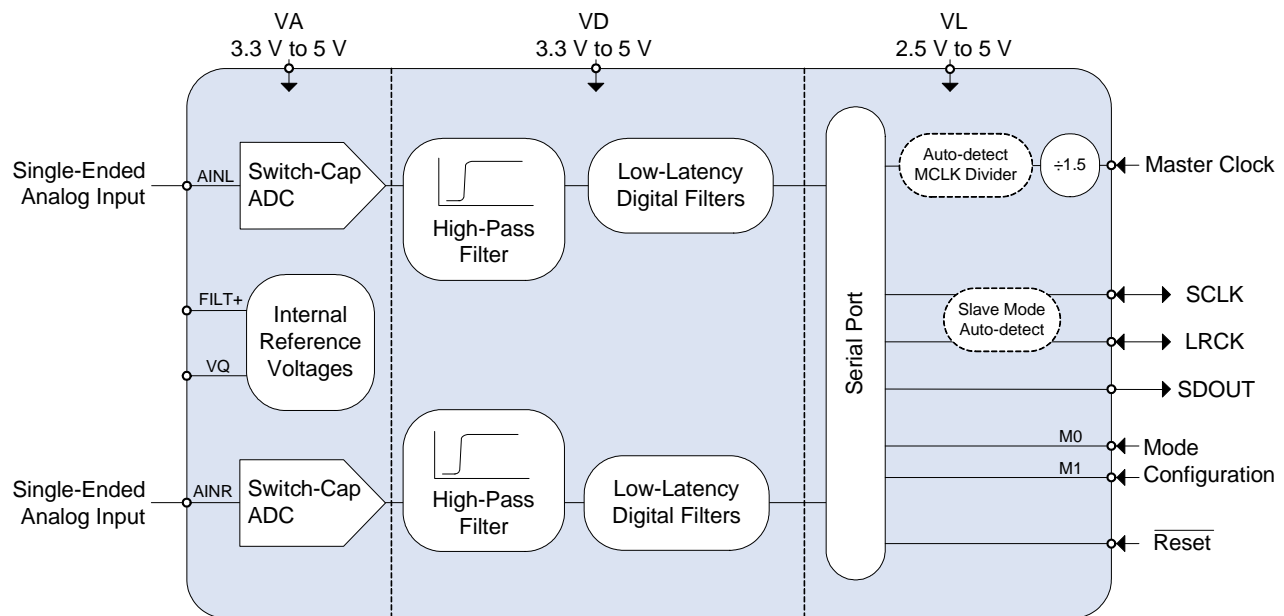 VA
3.3 V to 5 V
VD
3.3 V to 5 V
VL
2.5 V to 5 V
Single-Ended
Analog Input
AINL
Switch-Cap
ADC
High-Pass
Filter
Low-Latency
Digital Filters
Auto-detect
MCLK Divider
÷1.5
Master Clock
FILT+
VQ
Internal
Reference
Voltages
Serial Port
Slave Mode
Auto-detect
SCLK
LRCK
SDOUT
M0
M1
Mode
Configuration
Single-Ended
Analog Input
AINR
Switch-Cap
ADC
High-Pass
Filter
Low-Latency
Digital Filters
Reset